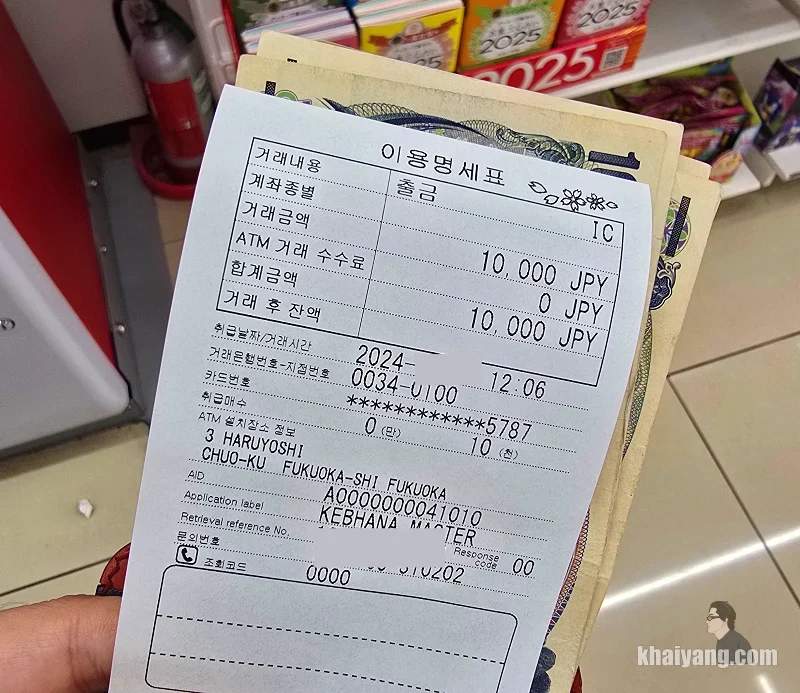 2025
2025
2025
2025
이용명세표
거래내용 출금
계좌종별 IC
거래금액 10,000 JPY
ATM 거래 수수료 0 JPY
합계금액 10,000 JPY
거래 후 잔액
취급날짜/거래시간 2024- 12:06
거래은행번호-지점번호 0034-0100
카드번호 ************5787
취급매수 0 (만) 10 (천)
ATM 설치장소 정보
3 HARUYOSHI
CHUO-KU FUKUOKA-SHI FUKUOKA
AID A0000000041010
Application label KEBHANA MASTER
Retrieval reference No. Response code 00
문의번호
조회코드 0000
khaiyang.com